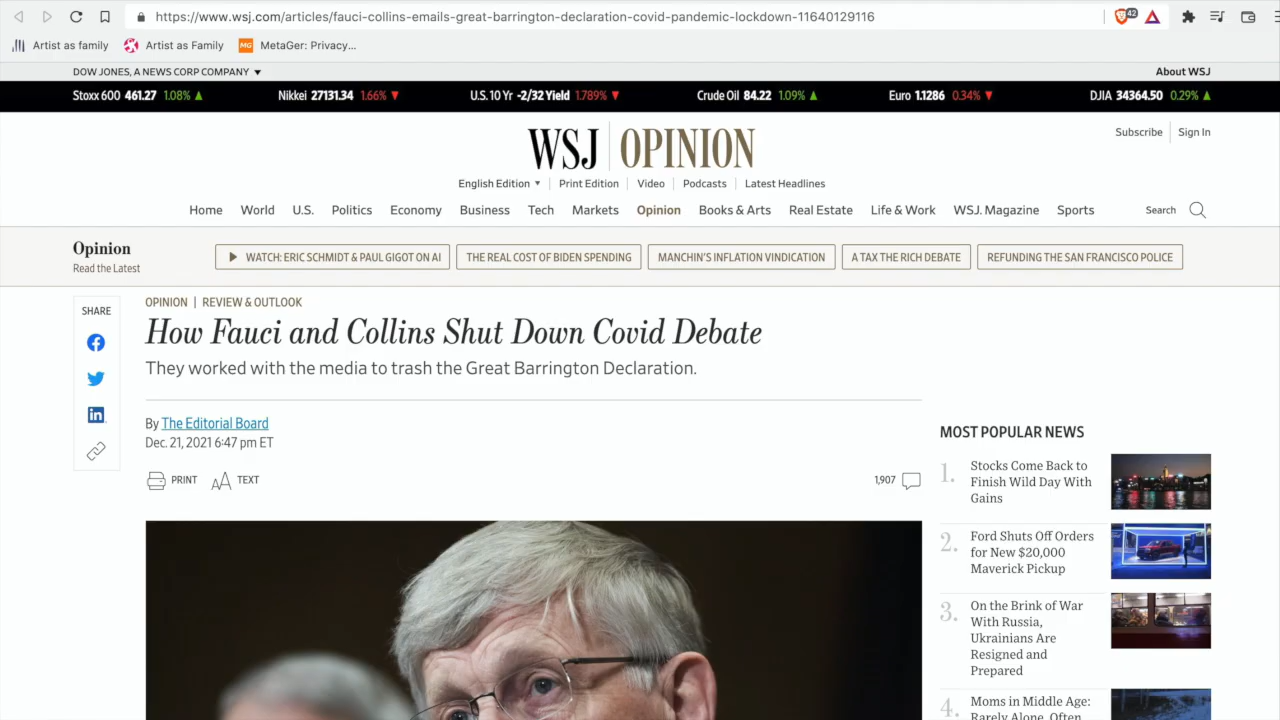 https://www.wsj.com/articles/fauci-collins-emails-great-barrington-declaration-covid-pandemic-lockdown-11640129116
42
Artist as family
Artist as Family
MG MetaGer: Privacy...
DOW JONES, A NEWS CORP COMPANY
About WSJ
Stoxx 600 461.27 1.08%
Nikkei 27131.34 1.66%
U.S. 10 Yr -2/32 Yield 1.789%
Crude Oil 84.22 1.09%
Euro 1.1286 0.34%
DJIA 34364.50 0.29%
WSJ OPINION
Subscribe
Sign In
English Edition
Print Edition
Video
Podcasts
Latest Headlines
Home
World
U.S.
Politics
Economy
Business
Tech
Markets
Opinion
Books & Arts
Real Estate
Life & Work
WSJ. Magazine
Sports
Search
Opinion
Read the Latest
WATCH: ERIC SCHMIDT & PAUL GIGOT ON AI
THE REAL COST OF BIDEN SPENDING
MANCHIN'S INFLATION VINDICATION
A TAX THE RICH DEBATE
REFUNDING THE SAN FRANCISCO POLICE
SHARE
in
OPINION | REVIEW & OUTLOOK
How Fauci and Collins Shut Down Covid Debate
They worked with the media to trash the Great Barrington Declaration.
By The Editorial Board
Dec. 21, 2021 6:47 pm ET
PRINT
AA TEXT
1,907
MOST POPULAR NEWS
1.
Stocks Come Back to
Finish Wild Day With
Gains
2.
Ford Shuts Off Orders
for New $20,000
Maverick Pickup
3.
On the Brink of War
With Russia,
Ukrainians Are
Resigned and
Prepared
4.
Moms in Middle Age:
Rarely Alone, Often